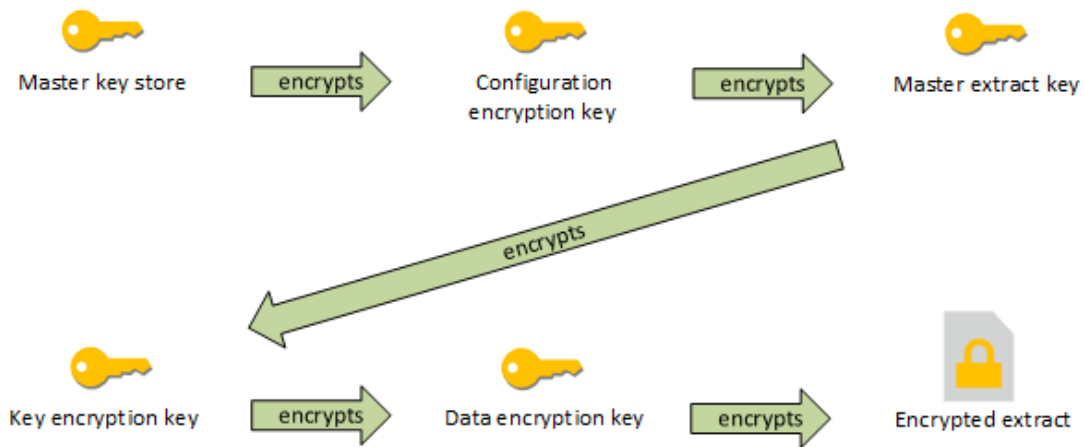 Master key store
encrypts
Configuration
encryption key
encrypts
Master extract key
encrypts
Key encryption key
encrypts
Data encryption key
encrypts
Encrypted extract